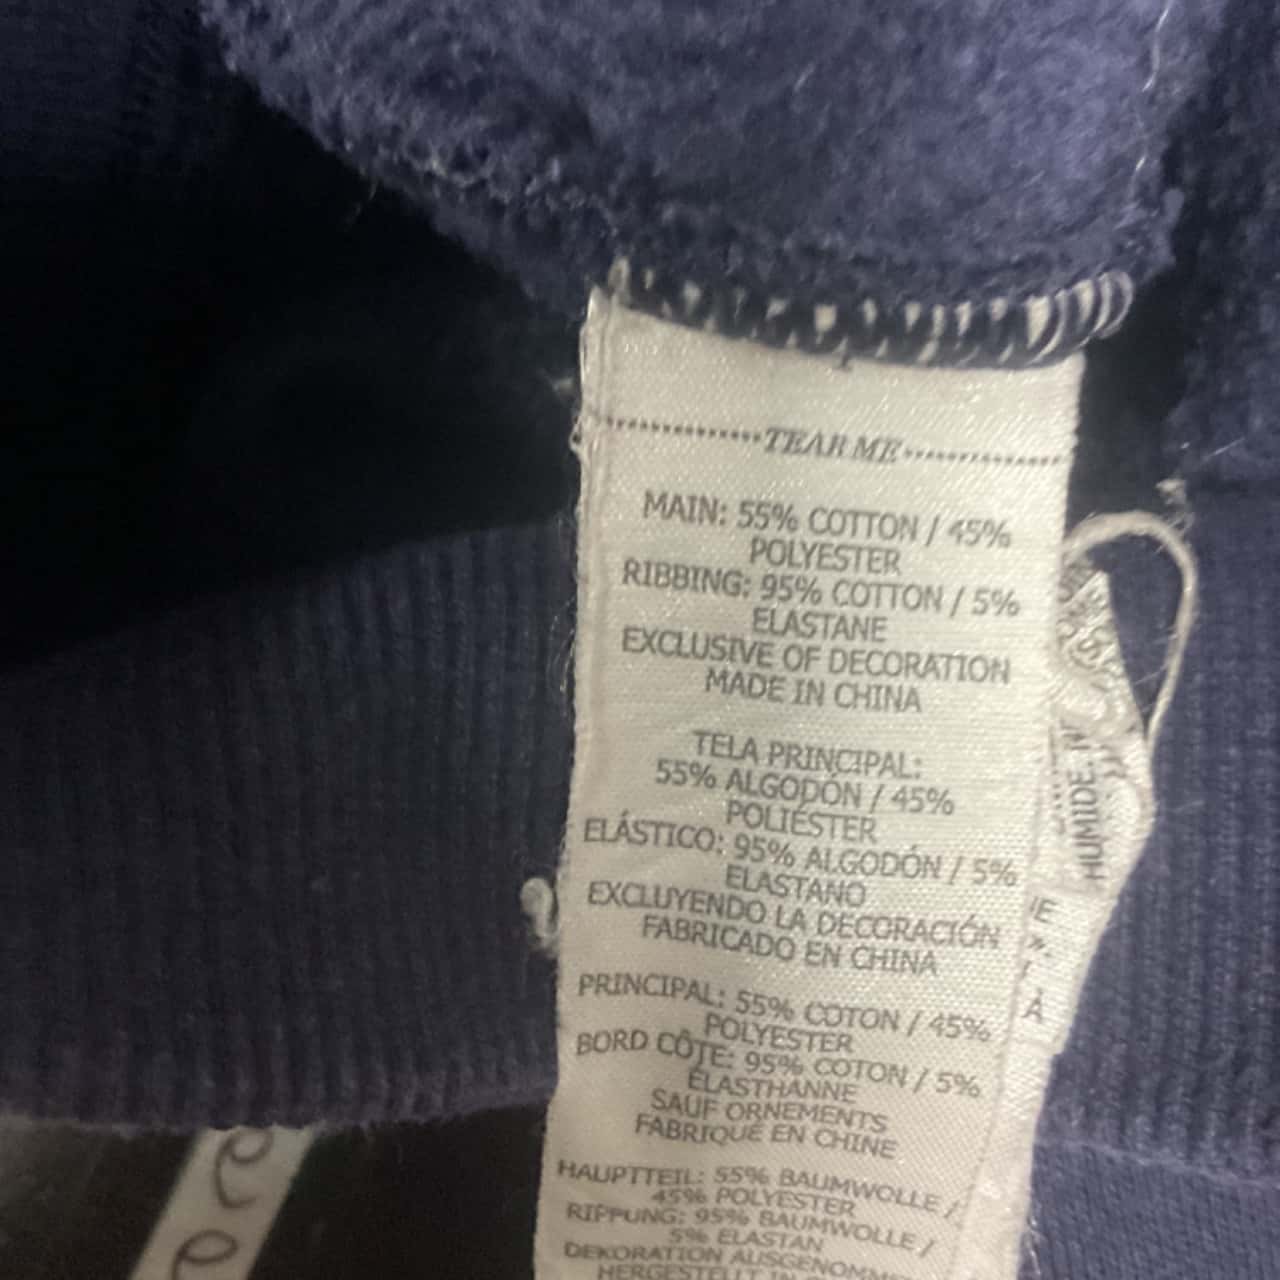 TEAR ME
MAIN: 55% COTTON / 45%
POLYESTER
RIBBING: 95% COTTON / 5%
ELASTANE
EXCLUSIVE OF DECORATION
MADE IN CHINA
TELA PRINCIPAL:
55% ALGODÓN / 45%
POLIÉSTER
ELÁSTICO: 95% ALGODÓN / 5%
ELASTANO
EXCLUYENDO LA DECORACIÓN
FABRICADO EN CHINA
PRINCIPAL: 55% COTON / 45%
POLYESTER
BORD CÔTE: 95% COTON / 5%
ÉLASTHANNE
SAUF ORNEMENTS
FABRIQUÉ EN CHINE
HAUPTTEIL: 55% BAUMWOLLE /
45% POLYESTER
RIPPUNG: 95% BAUMWOLLE /
5% ELASTAN
DEKORATION
HERGESTELLT IN
HUMIDE.
À